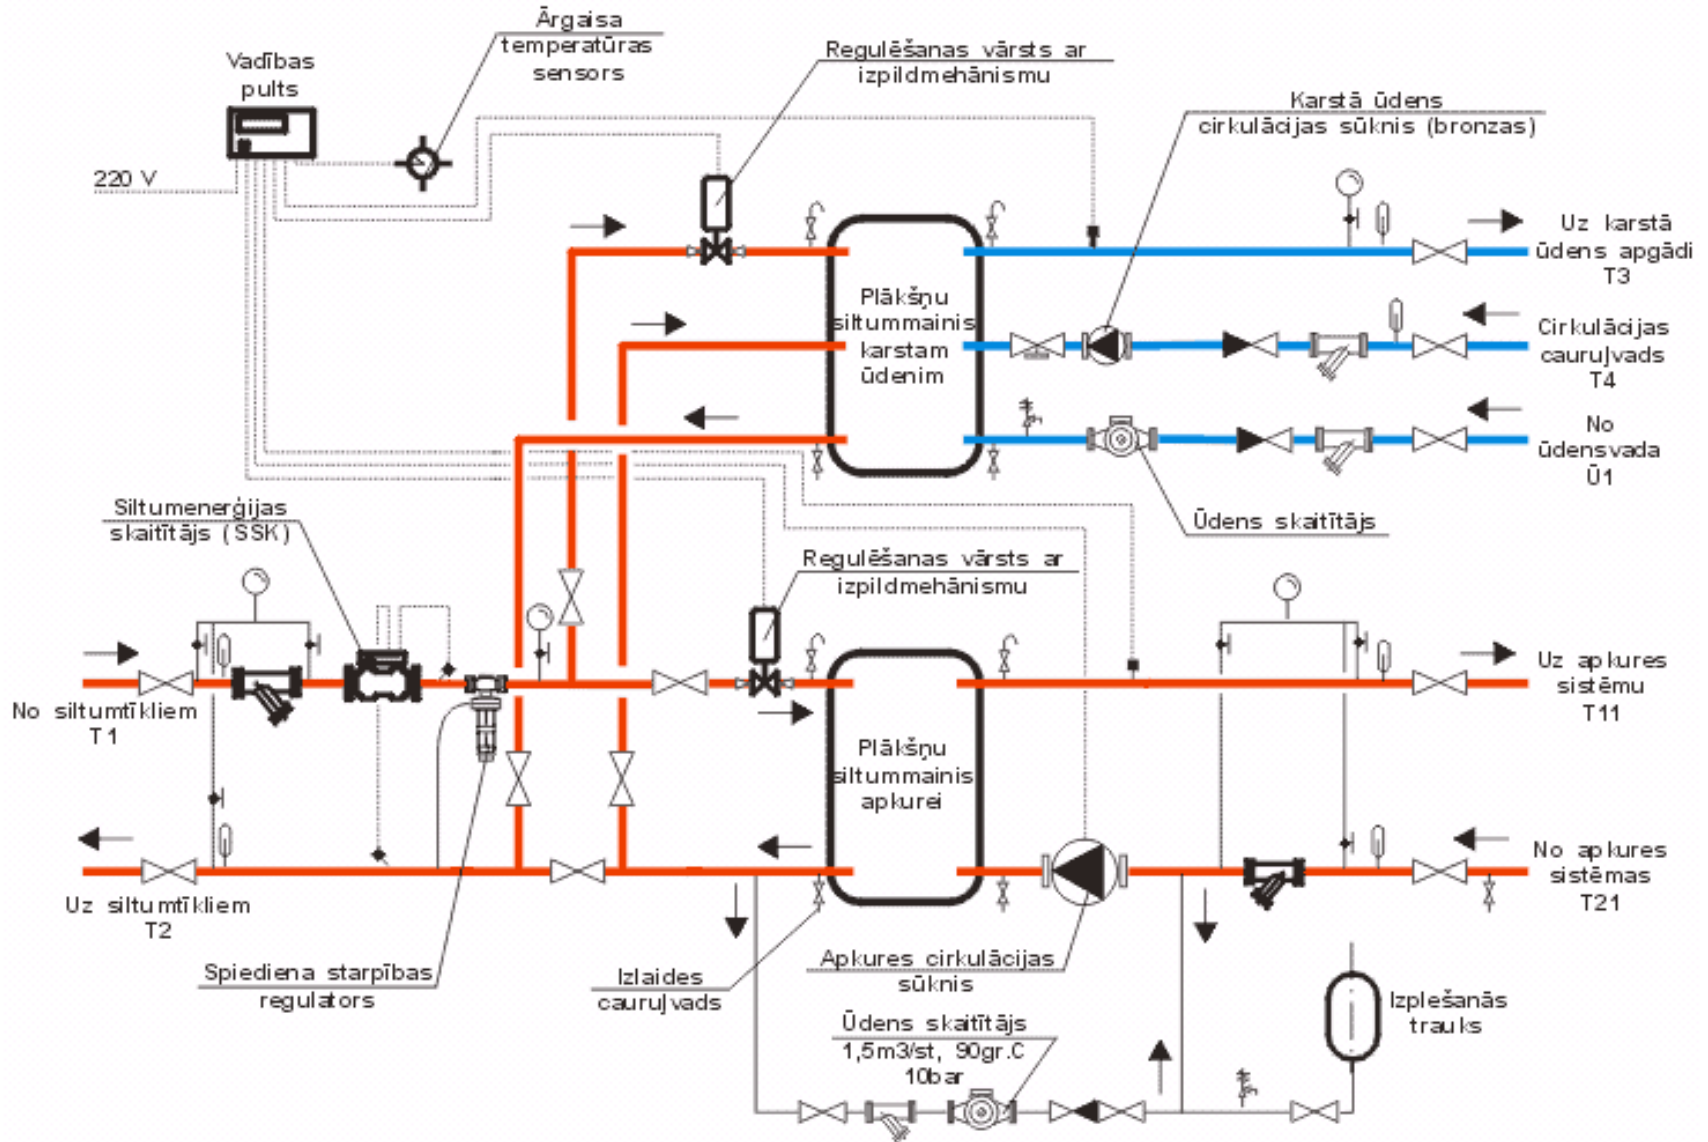 Ārgaisa
temperatūras
sensors
Vadības
pults
220 V
Regulēšanas vārsts ar
izpildmehānismu
Karstā ūdens
cirkulācijas sūknis (bronzas)
Uz karstā
ūdens apgādi
T3
Plākšņu
siltummainis
karstam
ūdenim
Cirkulācijas
cauruļvads
T4
No
ūdensvada
Ū1
Ūdens skaitītājs
Siltumenerģijas
skaitītājs (SSK)
Regulēšanas vārsts ar
izpildmehānismu
No siltumtīkliem
T1
Uz apkures
sistēmu
T11
Plākšņu
siltummainis
apkurei
Uz siltumtīkliem
T2
No apkures
sistēmas
T21
Spiediena starpības
regulators
Izlaides
cauruļvads
Apkures cirkulācijas
sūknis
Izplešanās
trauks
Ūdens skaitītājs
1,5m3/st, 90gr.C
10bar